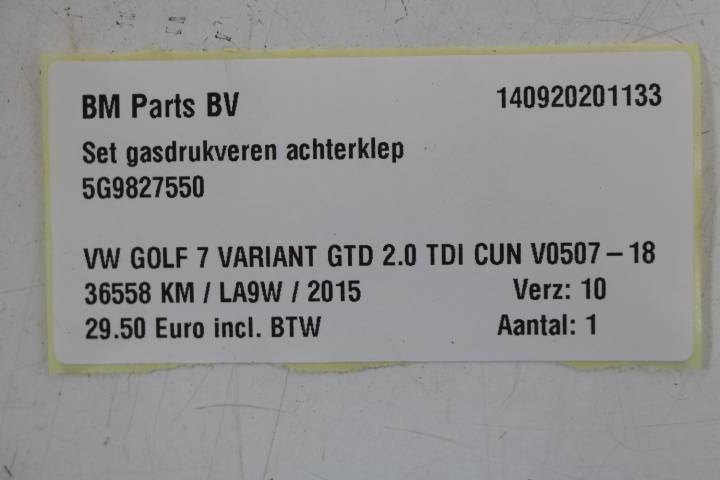 BM Parts BV 140920201133
Set gasdrukveren achterklep
5G9827550
VW GOLF 7 VARIANT GTD 2.0 TDI CUN V0507-18
36558 KM / LA9W / 2015 Verz: 10
29.50 Euro incl. BTW Aantal: 1